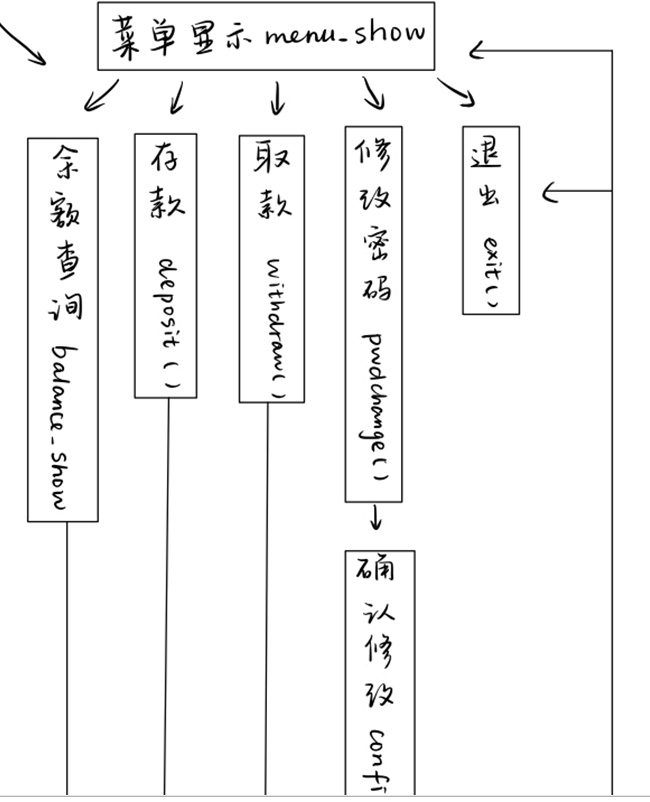 菜单显示 menu_show
余额查询 balance_show
存款 deposit()
取款 withdraw()
修改密码 pwdchange()
退出 exit()
确认修改 confi